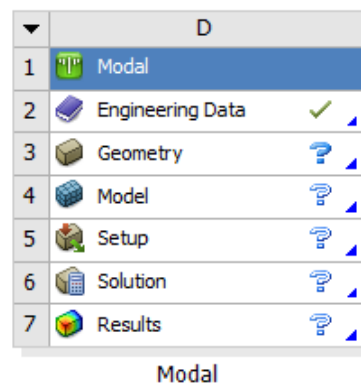 D
1 Modal
2 Engineering Data
3 Geometry ?
4 Model ?
5 Setup ?
6 Solution ?
7 Results ?
Modal